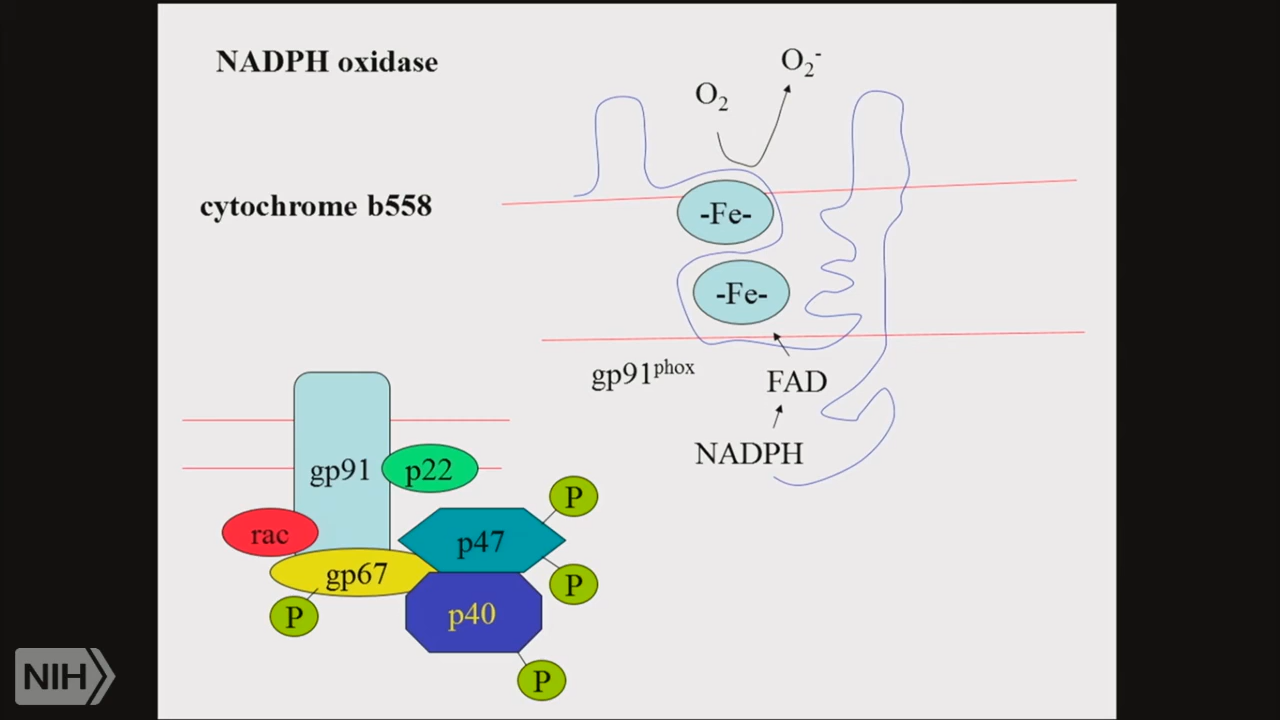 NADPH oxidase
O2-
O2
cytochrome b558
-Fe-
-Fe-
gp91phox
FAD
NADPH
gp91
p22
P
rac
p47
gp67
P
P
p40
P
NIH